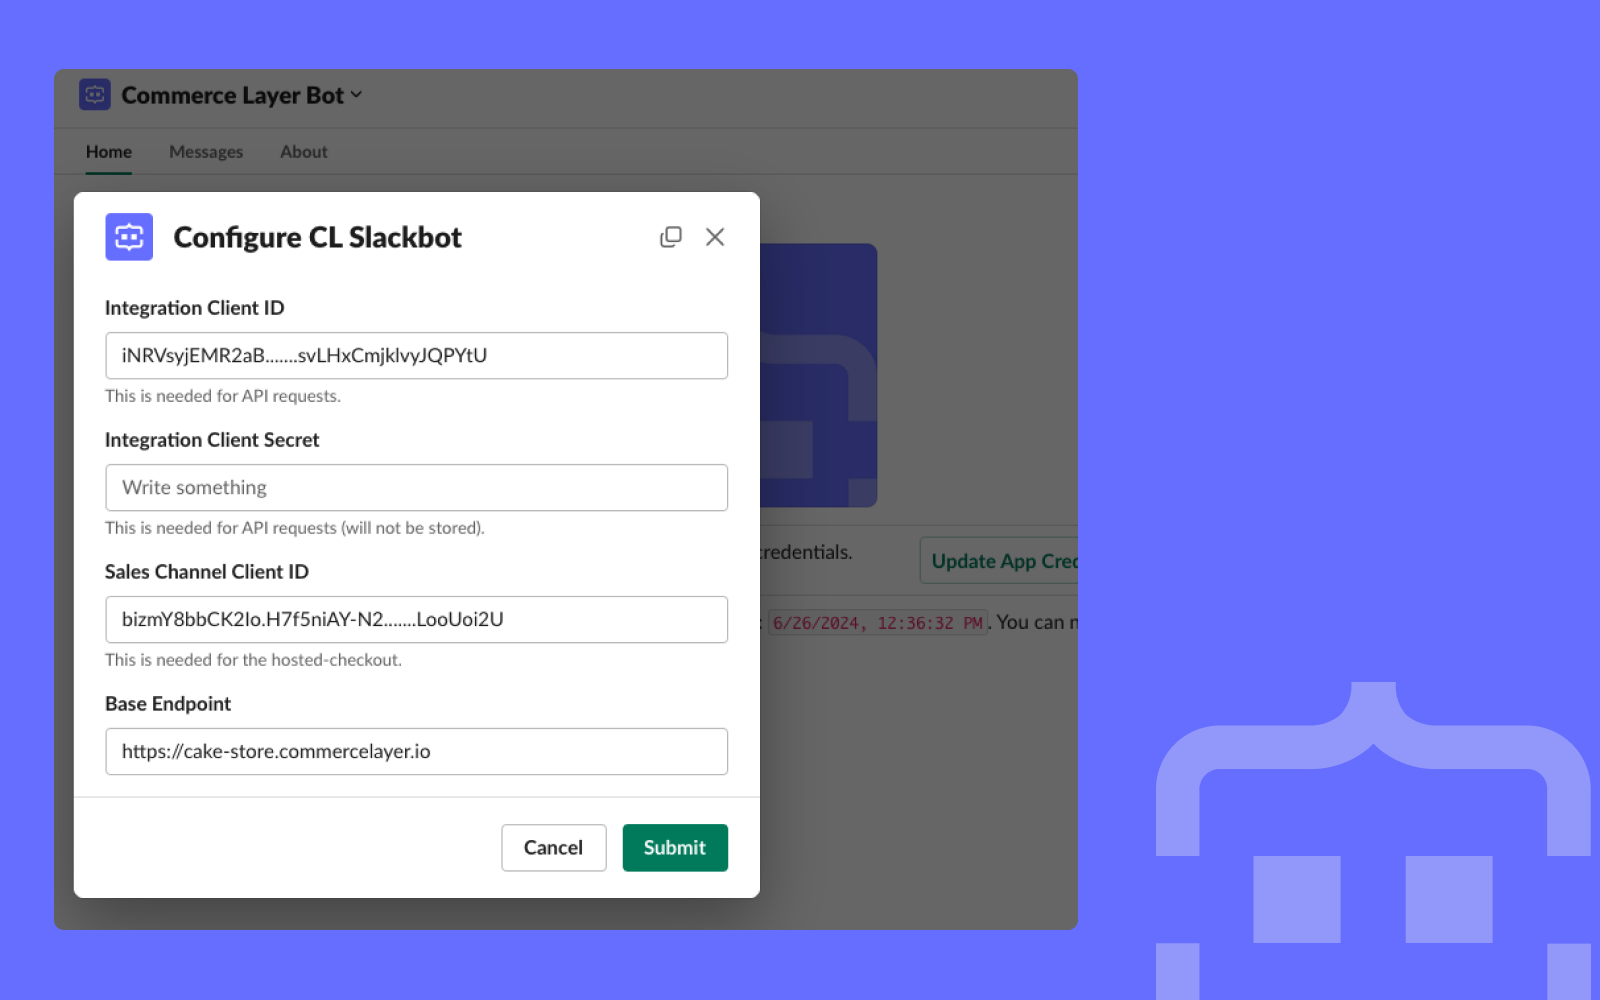 Commerce Layer Bot
Home Messages About
Configure CL Slackbot
Integration Client ID
iNRVsyjEMR2aB.......svLHxCmjklvyJQPYtU
This is needed for API requests.
Integration Client Secret
Write something
This is needed for API requests (will not be stored).
credentials.
Update App Cred
Sales Channel Client ID
bizmY8bbCK2Io.H7f5niAY-N2.......LooUoi2U
: 6/26/2024, 12:36:32 PM. You can n
This is needed for the hosted-checkout.
Base Endpoint
https://cake-store.commercelayer.io
Cancel Submit